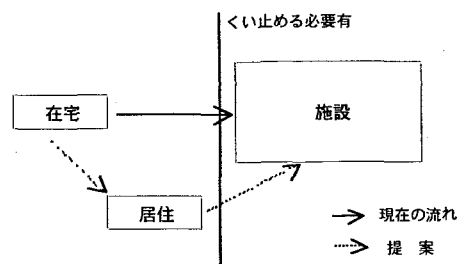 くい止める必要有
在宅
施設
居住
現在の流れ
提　案